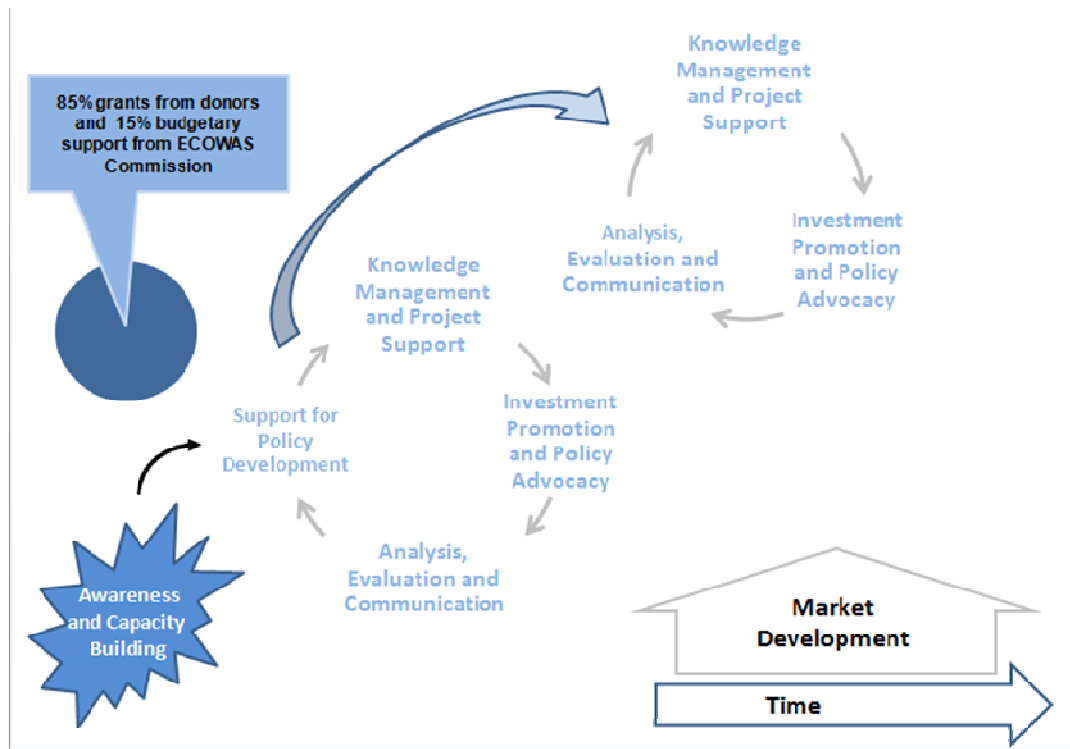 85% grants from donors
and 15% budgetary
support from ECOWAS
Commission
Knowledge
Management
and Project
Support
Investment
Promotion
and Policy
Advocacy
Analysis,
Evaluation and
Communication
Knowledge
Management
and Project
Support
Investment
Promotion
and Policy
Advocacy
Analysis,
Evaluation and
Communication
Support for
Policy
Development
Awareness
and Capacity
Building
Market
Development
Time